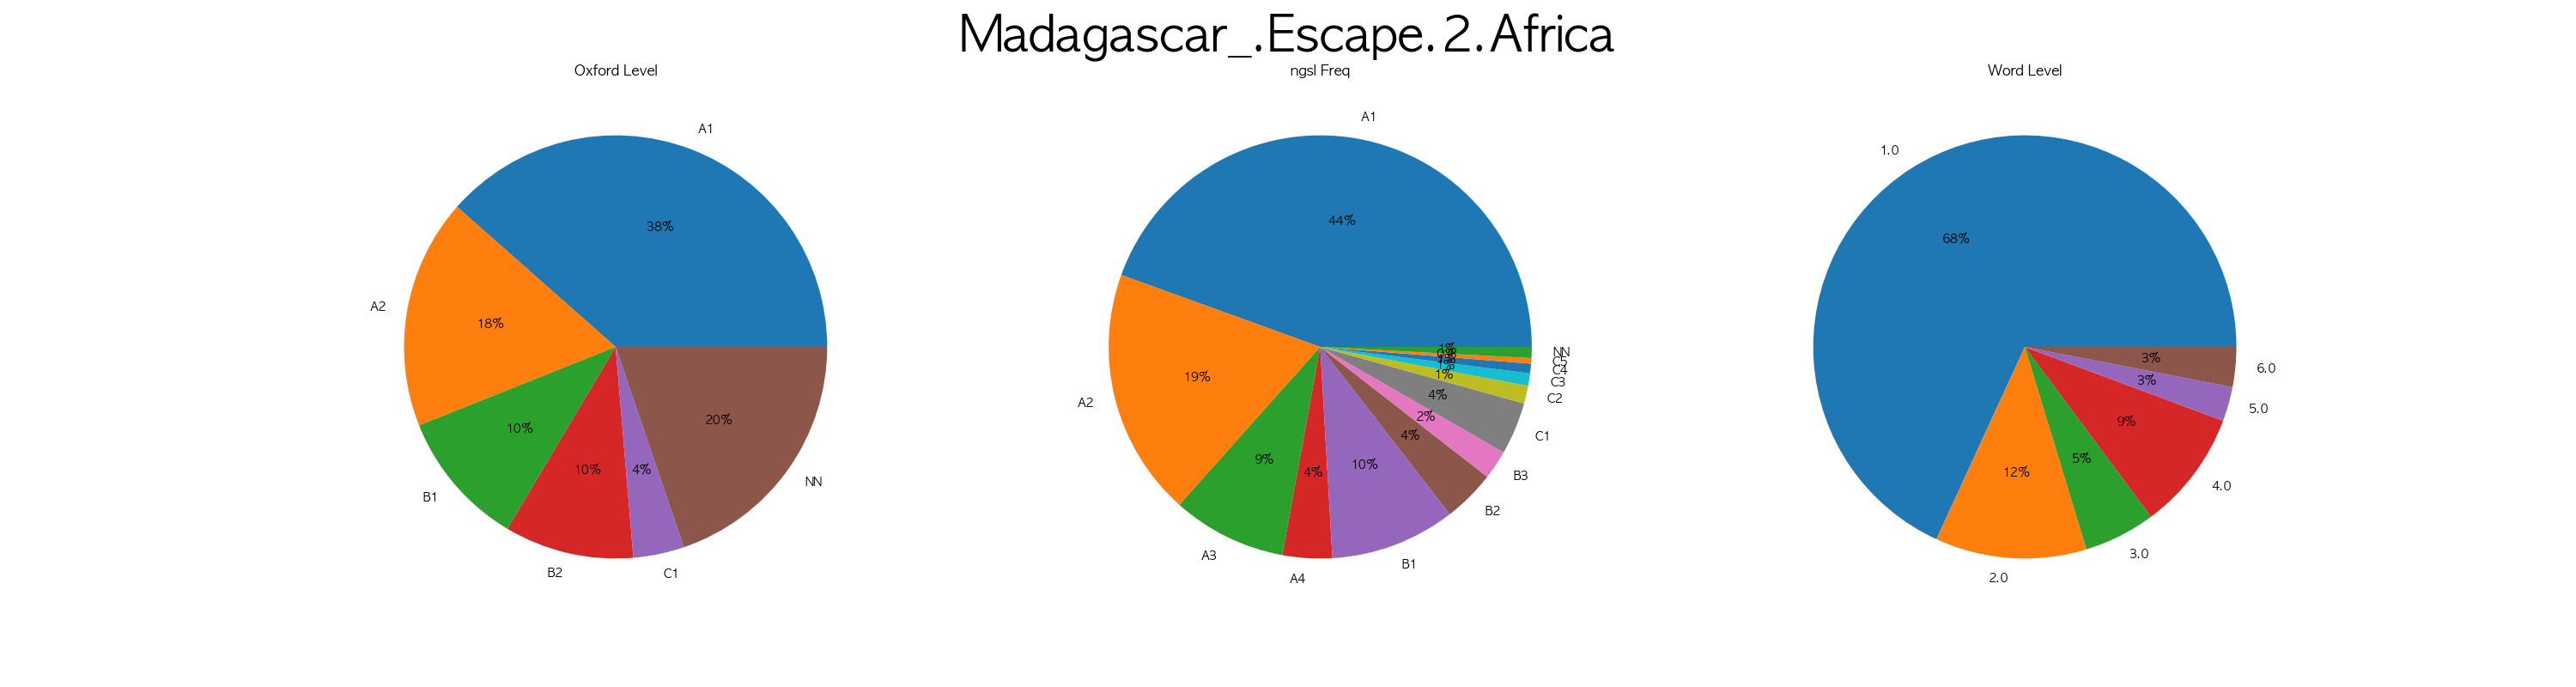 Madagascar_.Escape.2.Africa
Oxford Level
A1
38%
A2
18%
B1
10%
B2
10%
C1
4%
NN
20%
ngsl Freq
A1
44%
A2
19%
A3
9%
A4
4%
B1
10%
B2
4%
B3
2%
C1
4%
C2
1%
C3
1%
C4
C5
NN
1%
Word Level
1.0
68%
2.0
12%
3.0
5%
4.0
9%
5.0
3%
6.0
3%